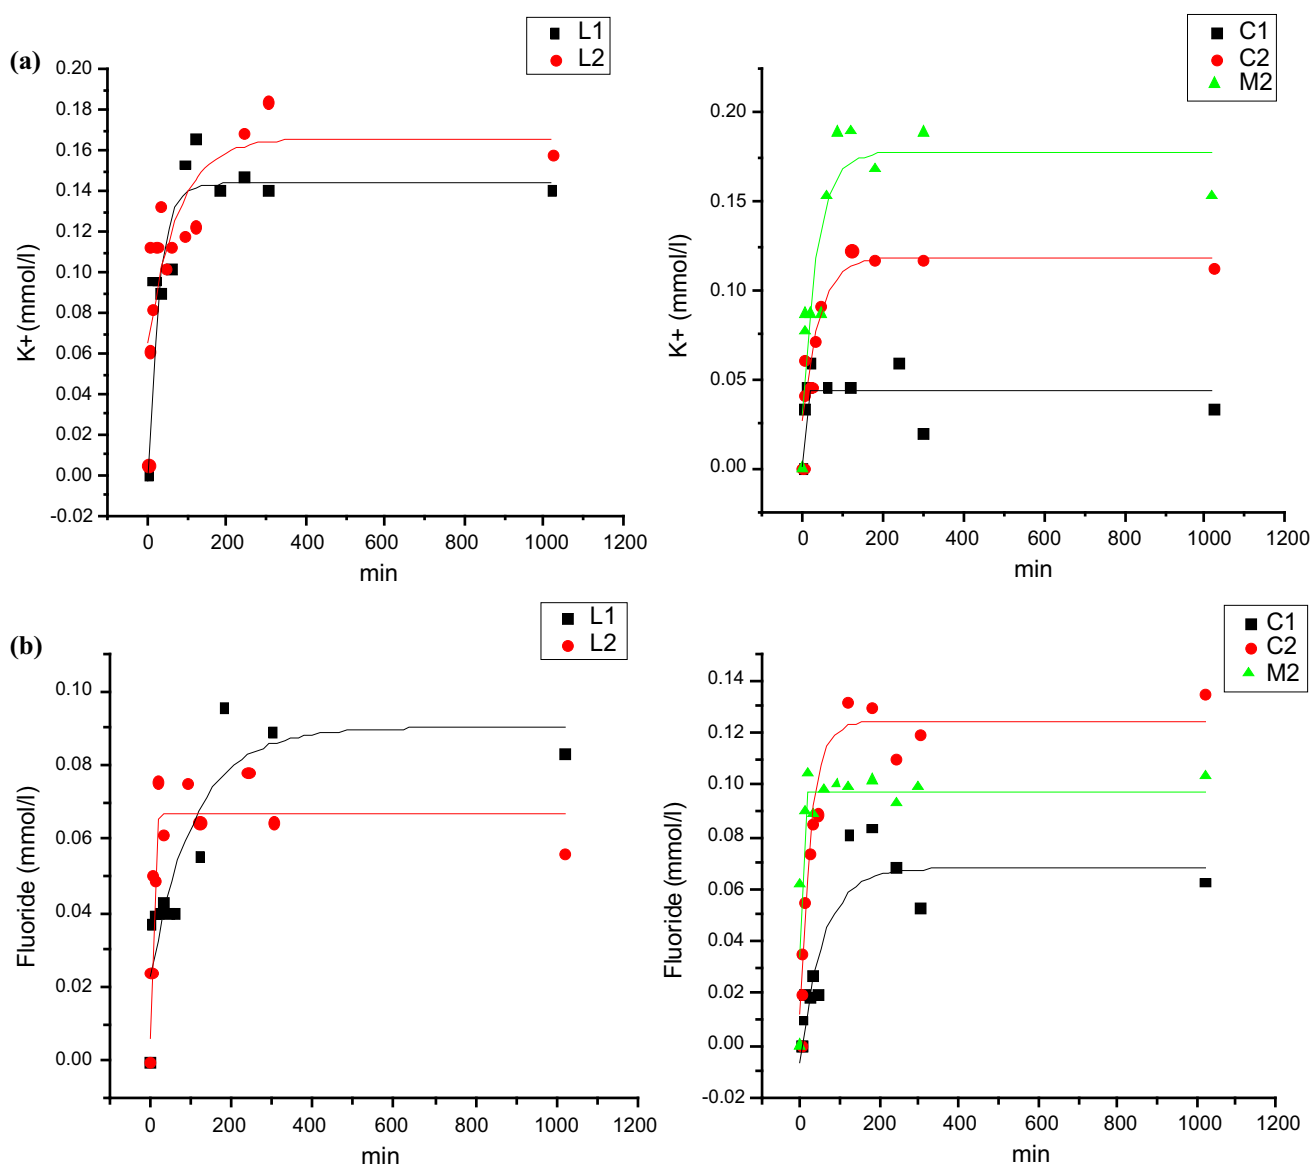 (a)
L1
L2
0.20
0.18
0.16
0.14
0.12
0.10
0.08
0.06
0.04
0.02
0.00
-0.02
K+ (mmol/l)
0 200 400 600 800 1000 1200
min
C1
C2
M2
0.20
0.15
0.10
0.05
0.00
K+ (mmol/l)
0 200 400 600 800 1000 1200
min
(b)
L1
L2
0.10
0.08
0.06
0.04
0.02
0.00
Fluoride (mmol/l)
0 200 400 600 800 1000 1200
min
C1
C2
M2
0.14
0.12
0.10
0.08
0.06
0.04
0.02
0.00
-0.02
Fluoride (mmol/l)
0 200 400 600 800 1000 1200
min